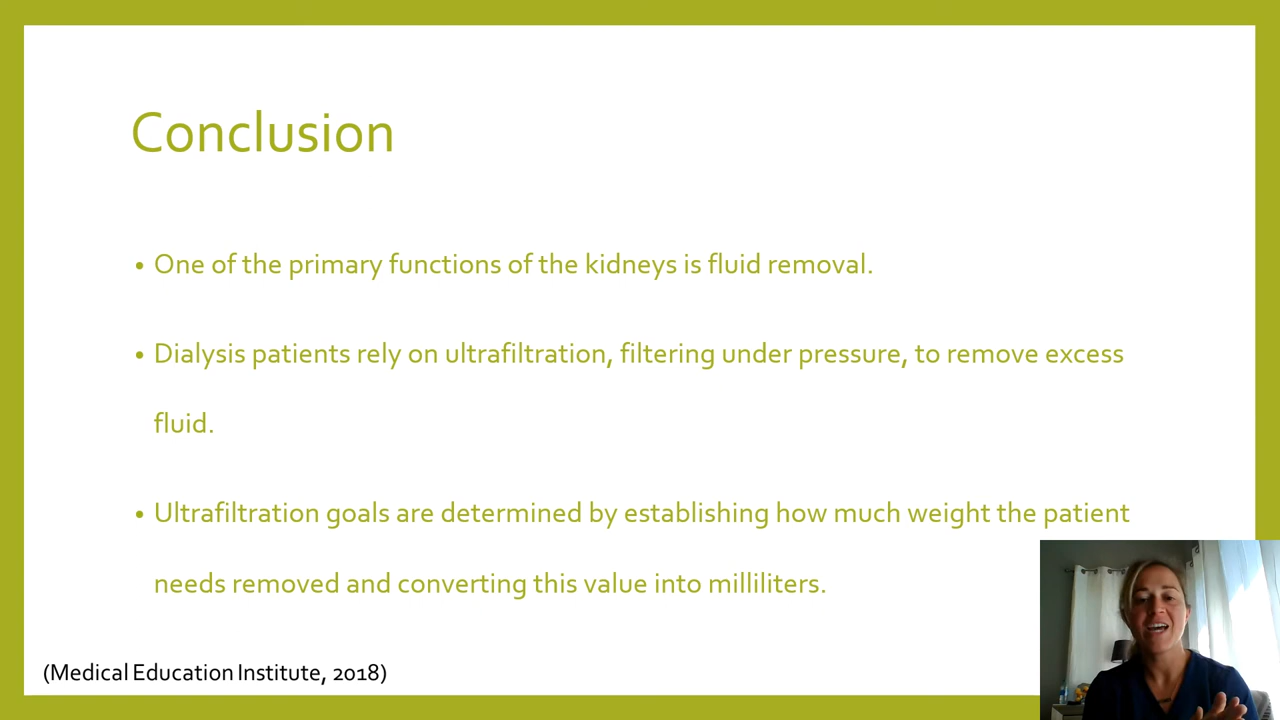 Conclusion
• One of the primary functions of the kidneys is fluid removal.
• Dialysis patients rely on ultrafiltration, filtering under pressure, to remove excess
fluid.
• Ultrafiltration goals are determined by establishing how much weight the patient
needs removed and converting this value into milliliters.
(Medical Education Institute, 2018)